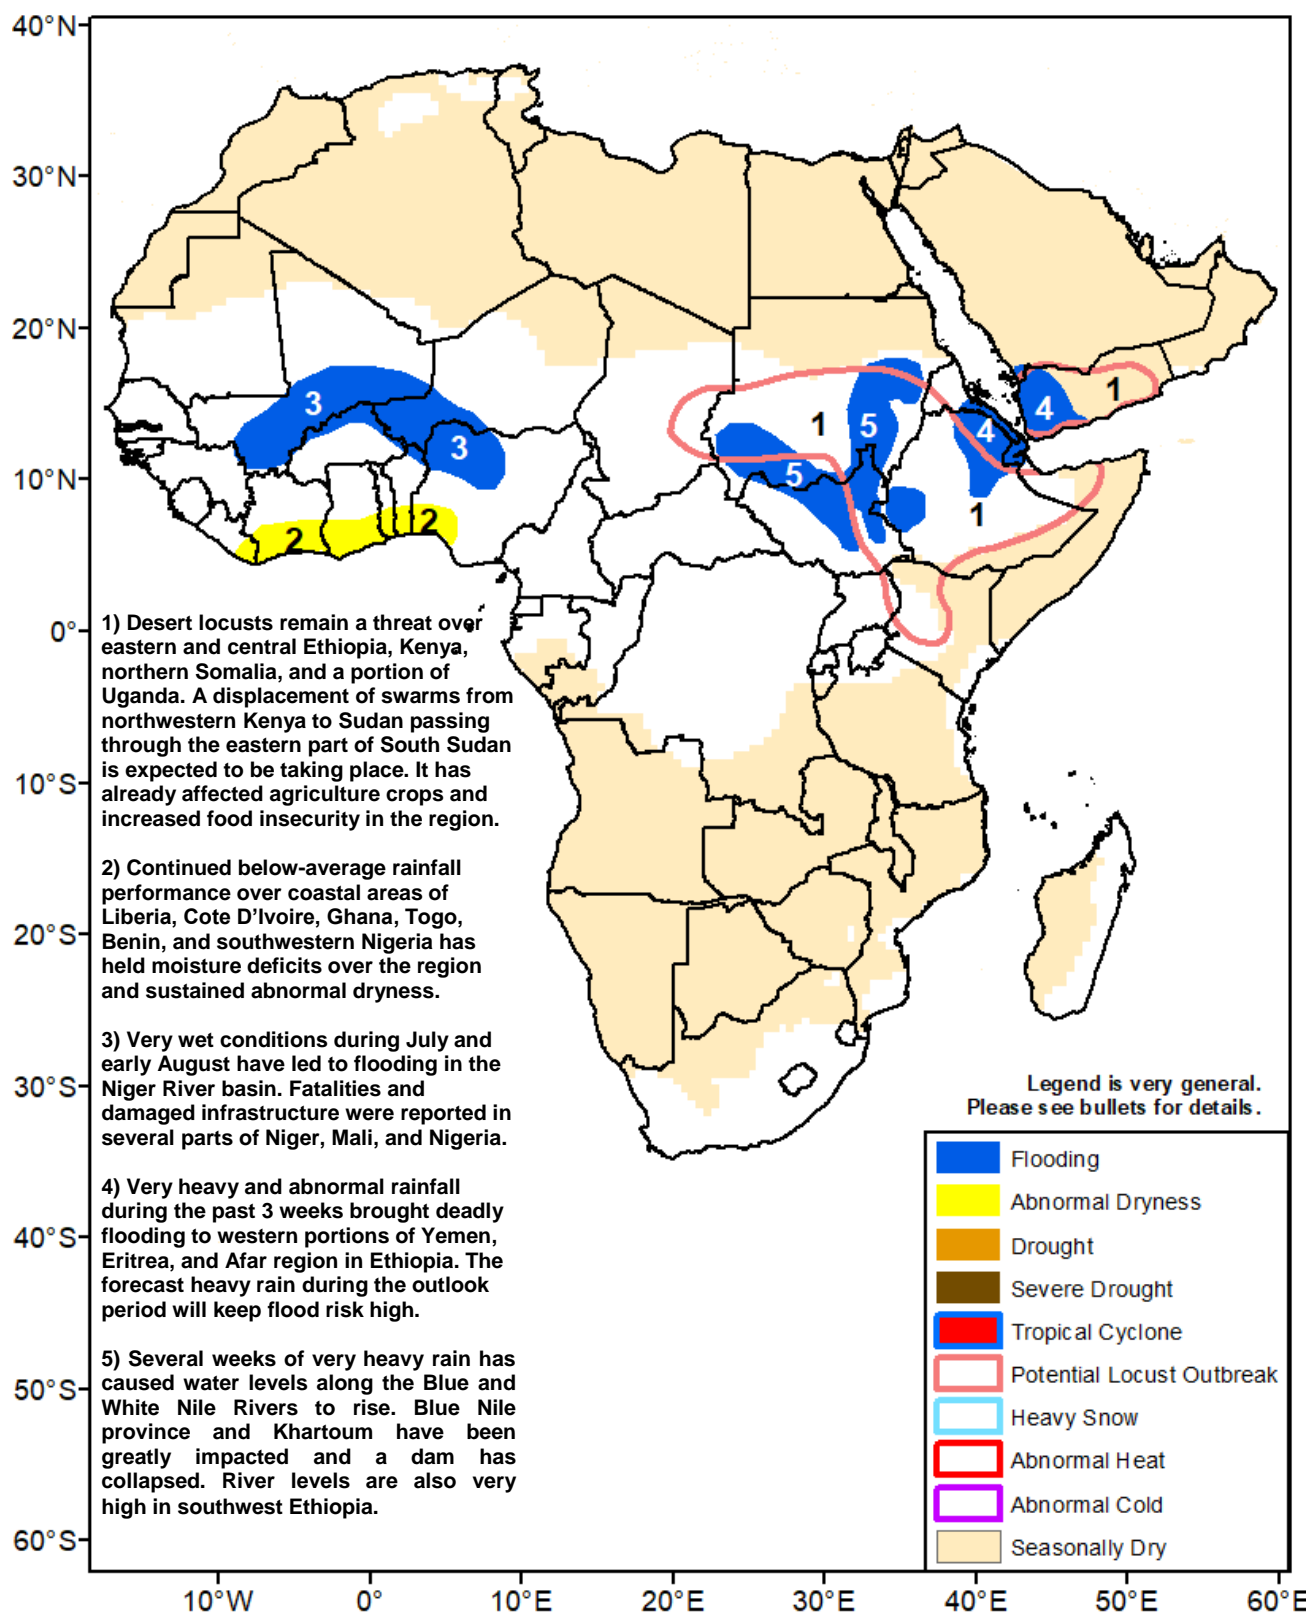 40°N
30°N
20°N
10°N
0°
10°S
20°S
30°S
40°S
50°S
60°S
3
3
2
2
1
5
5
4
4
1
1
1) Desert locusts remain a threat over
eastern and central Ethiopia, Kenya,
northern Somalia, and a portion of
Uganda. A displacement of swarms from
northwestern Kenya to Sudan passing
through the eastern part of South Sudan
is expected to be taking place. It has
already affected agriculture crops and
increased food insecurity in the region.
2) Continued below-average rainfall
performance over coastal areas of
Liberia, Cote D’Ivoire, Ghana, Togo,
Benin, and southwestern Nigeria has
held moisture deficits over the region
and sustained abnormal dryness.
3) Very wet conditions during July and
early August have led to flooding in the
Niger River basin. Fatalities and
damaged infrastructure were reported in
several parts of Niger, Mali, and Nigeria.
4) Very heavy and abnormal rainfall
during the past 3 weeks brought deadly
flooding to western portions of Yemen,
Eritrea, and Afar region in Ethiopia. The
forecast heavy rain during the outlook
period will keep flood risk high.
5) Several weeks of very heavy rain has
caused water levels along the Blue and
White Nile Rivers to rise. Blue Nile
province and Khartoum have been
greatly impacted and a dam has
collapsed. River levels are also very
high in southwest Ethiopia.
Legend is very general.
Please see bullets for details.
Flooding
Abnormal Dryness
Drought
Severe Drought
Tropical Cyclone
Potential Locust Outbreak
Heavy Snow
Abnormal Heat
Abnormal Cold
Seasonally Dry
10°W
0°
10°E
20°E
30°E
40°E
50°E
60°E